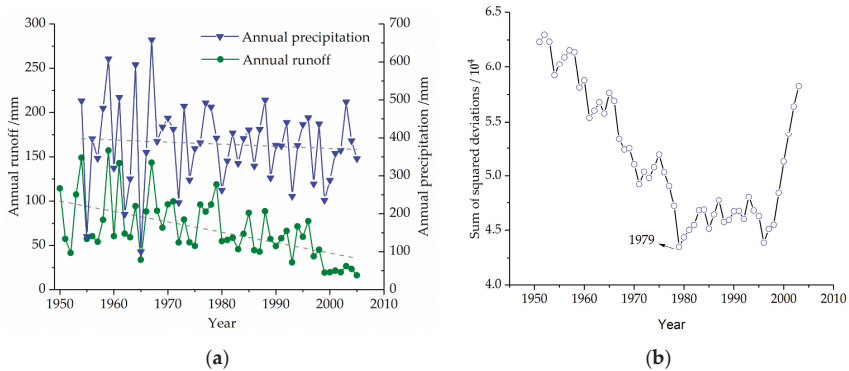 300
250
200
150
100
50
0
Annual runoff /mm
Annual precipitation
Annual runoff
700
600
500
400
300
200
100
0
Annual precipitation /mm
1950 1960 1970 1980 1990 2000 2010
Year
(a)
6.5
6.0
5.5
5.0
4.5
4.0
Sum of squared deviations / 10⁴
1979
1950 1960 1970 1980 1990 2000 2010
Year
(b)